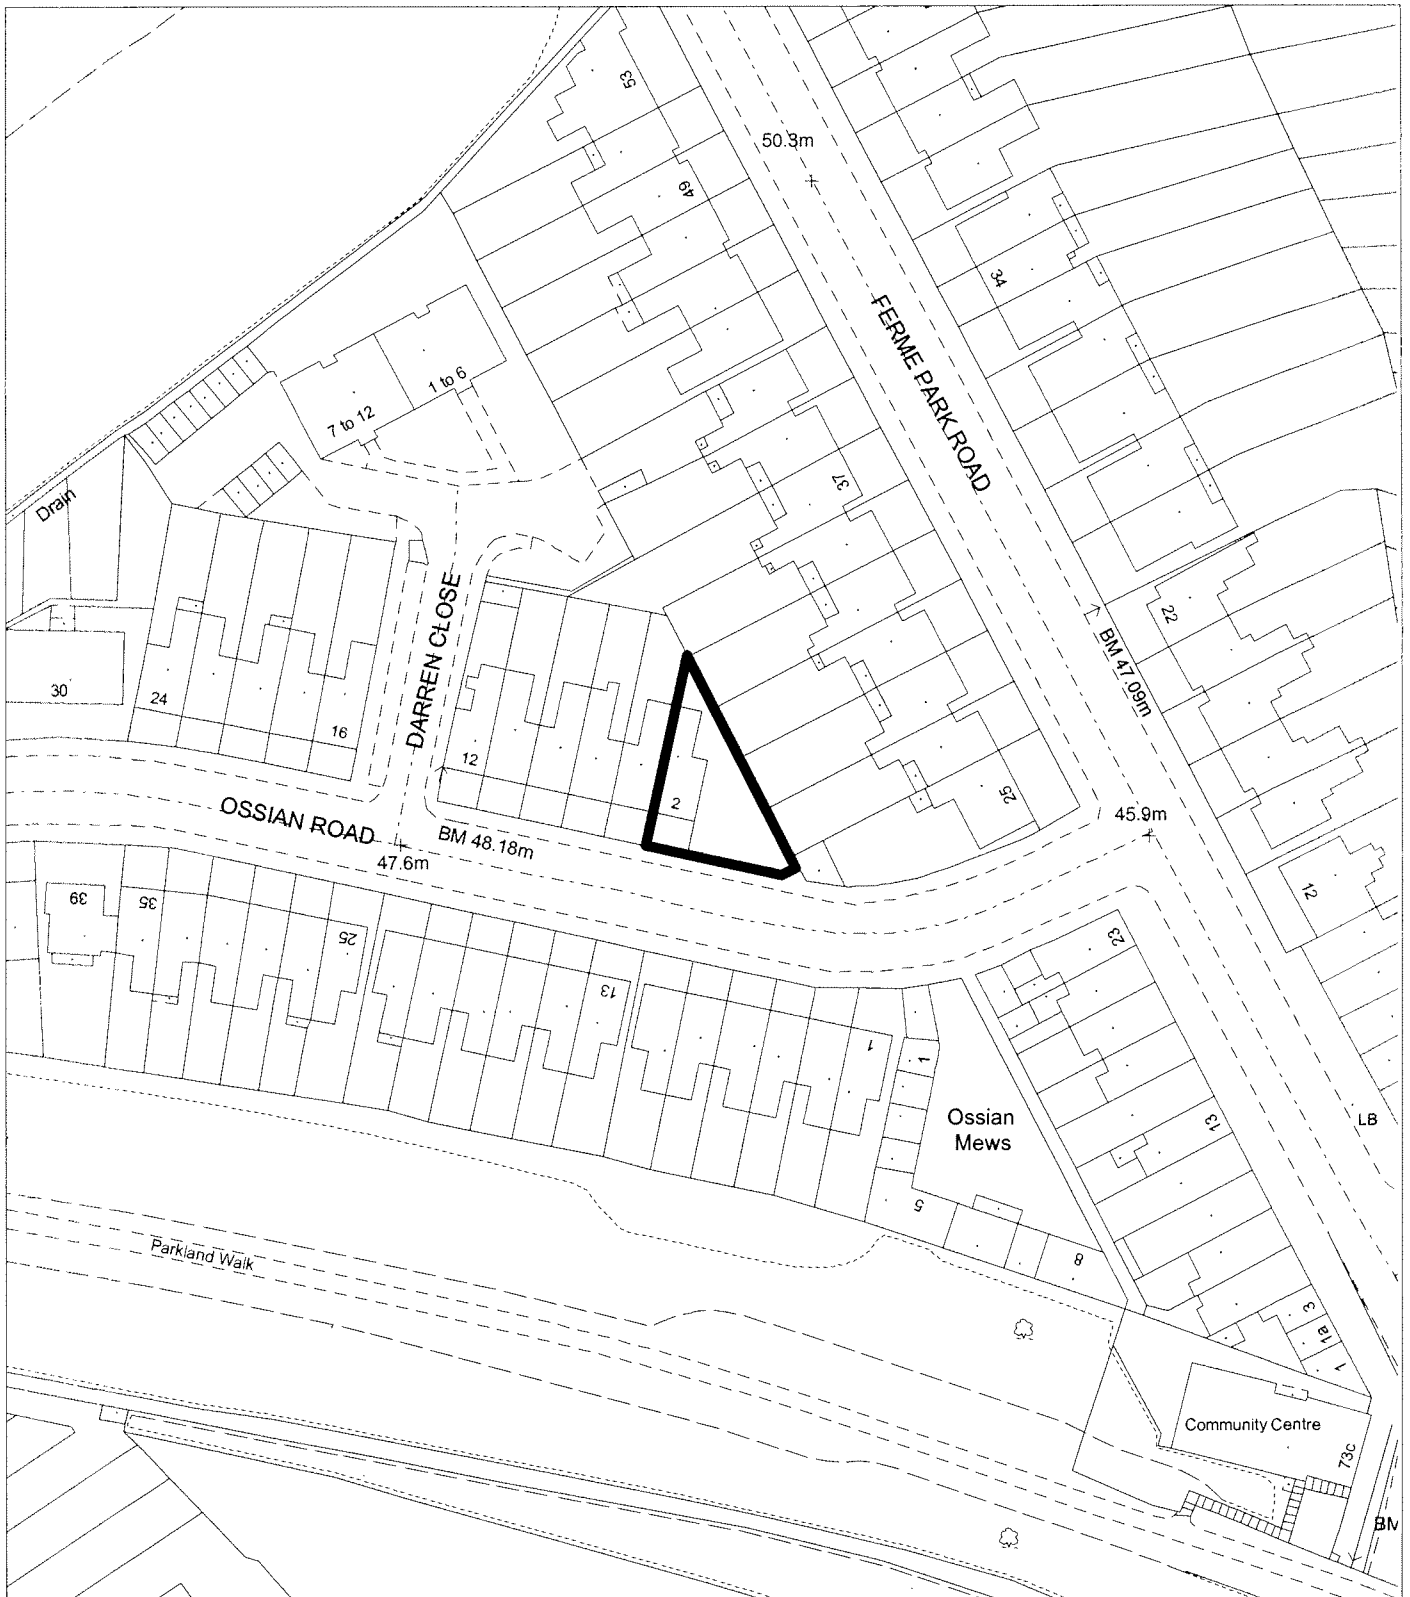 53
50.3m
49
34
FERME PARK ROAD
1 to 6
7 to 12
37
Drain
DARREN CLOSE
22
BM 47.09m
30
24
16
12
2
25
45.9m
OSSIAN ROAD
BM 48.18m
47.6m
12
39
35
25
23
13
1
1
Ossian
Mews
13
LB
5
8
Parkland Walk
3
1a
1
Community Centre
73c
BM